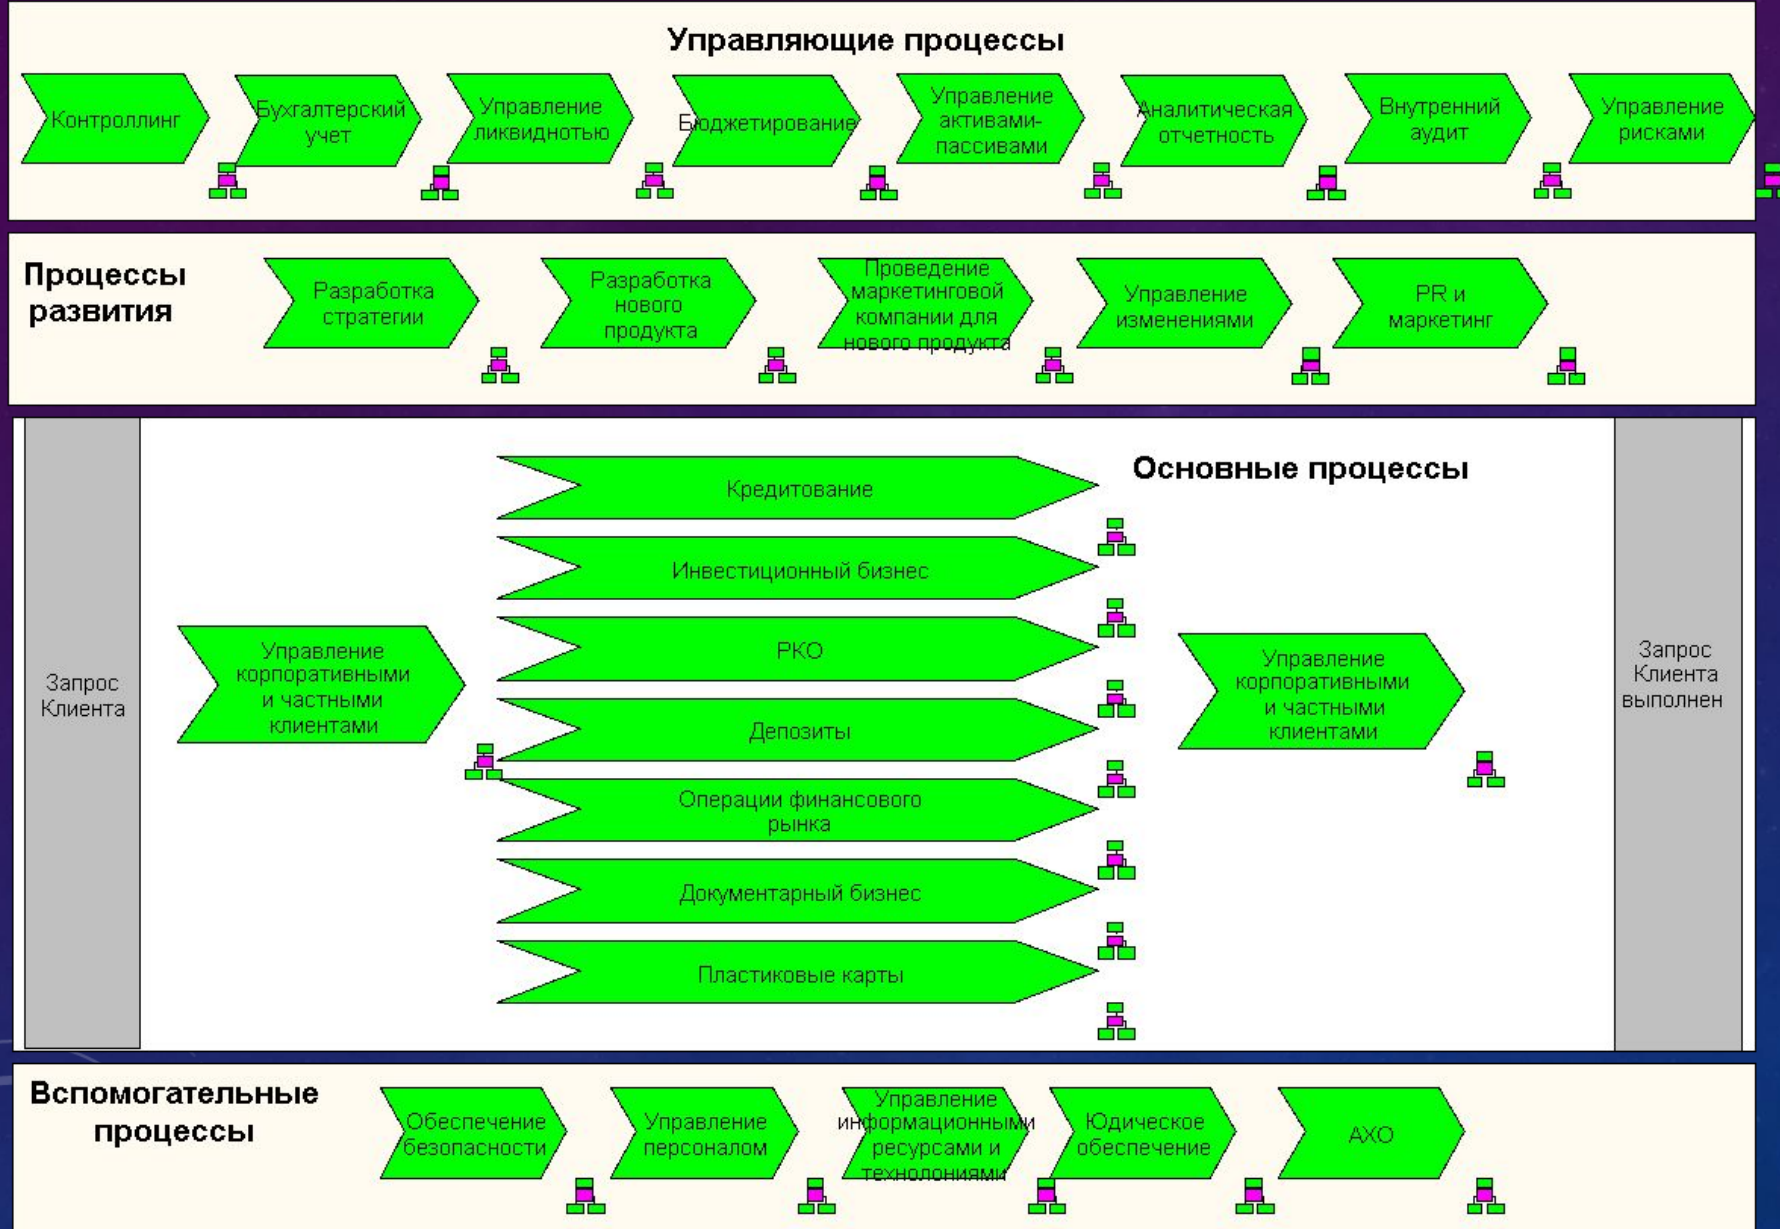 Управляющие процессы
Контроллинг
Бухгалтерский
учет
Управление
ликвиднотью
Бюджетирование
Управление
активами-
пассивами
Аналитическая
отчетность
Внутренний
аудит
Управление
рисками
Процессы
развития
Разработка
стратегии
Разработка
нового
продукта
Проведение
маркетинговой
компании для
нового продукта
Управление
изменениями
PR и
маркетинг
Основные процессы
Запрос
Клиента
Управление
корпоративными
и частными
клиентами
Кредитование
Инвестиционный бизнес
РКО
Депозиты
Операции финансового
рынка
Документарный бизнес
Пластиковые карты
Управление
корпоративными
и частными
клиентами
Запрос
Клиента
выполнен
Вспомогательные
процессы
Обеспечение
безопасности
Управление
персоналом
Управление
информационными
ресурсами и
технолониями
Юдическое
обеспечение
АХО